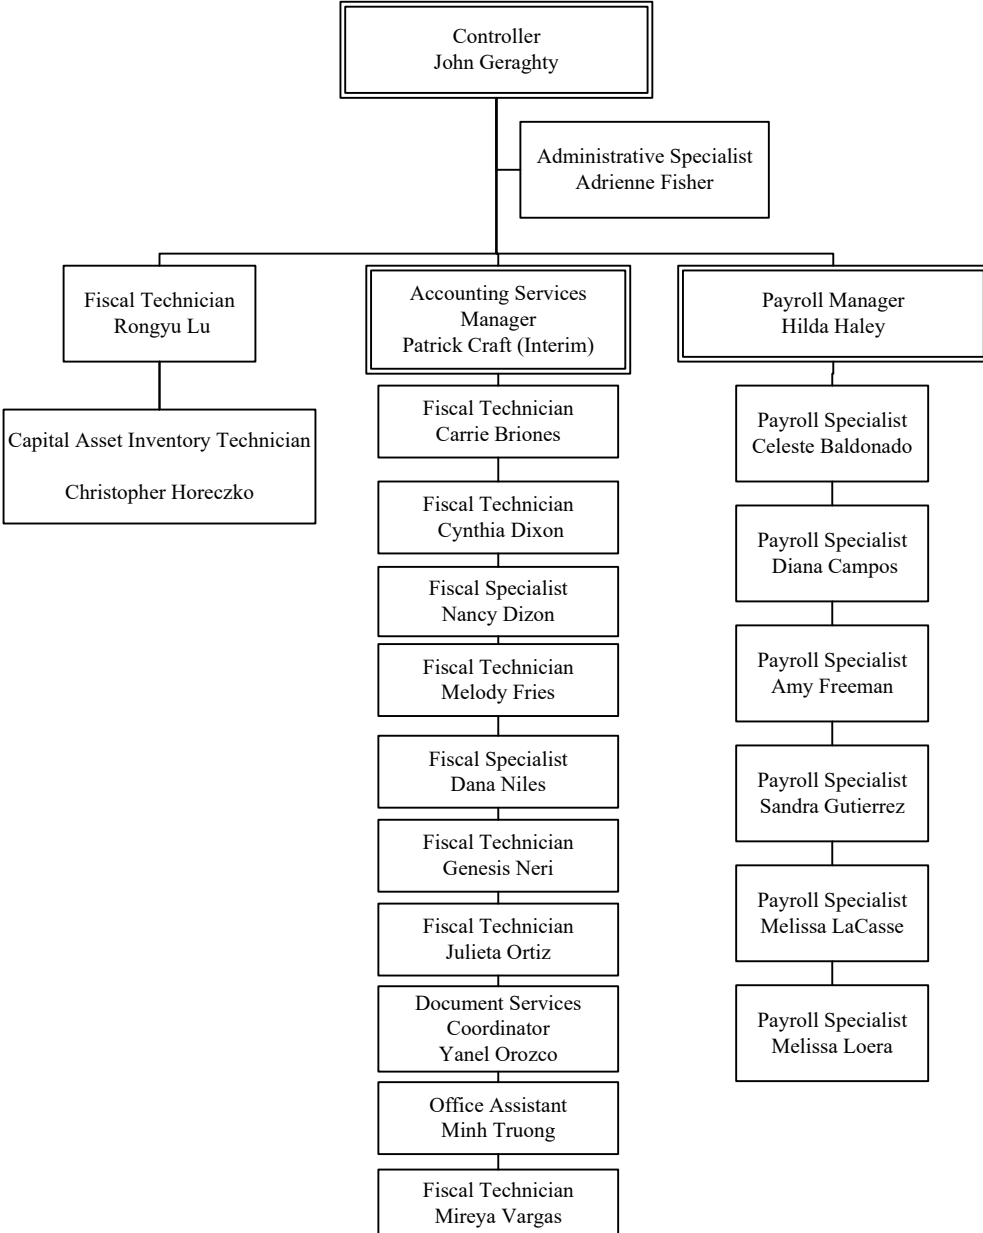 Controller
John Geraghty
Administrative Specialist
Adrienne Fisher
Fiscal Technician
Rongyu Lu
Capital Asset Inventory Technician
Christopher Horeczko
Accounting Services
Manager
Patrick Craft (Interim)
Fiscal Technician
Carrie Briones
Fiscal Technician
Cynthia Dixon
Fiscal Specialist
Nancy Dizon
Fiscal Technician
Melody Fries
Fiscal Specialist
Dana Niles
Fiscal Technician
Genesis Neri
Fiscal Technician
Julieta Ortiz
Document Services
Coordinator
Yanel Orozco
Office Assistant
Minh Truong
Fiscal Technician
Mireya Vargas
Payroll Manager
Hilda Haley
Payroll Specialist
Celeste Baldonado
Payroll Specialist
Diana Campos
Payroll Specialist
Amy Freeman
Payroll Specialist
Sandra Gutierrez
Payroll Specialist
Melissa LaCasse
Payroll Specialist
Melissa Loera